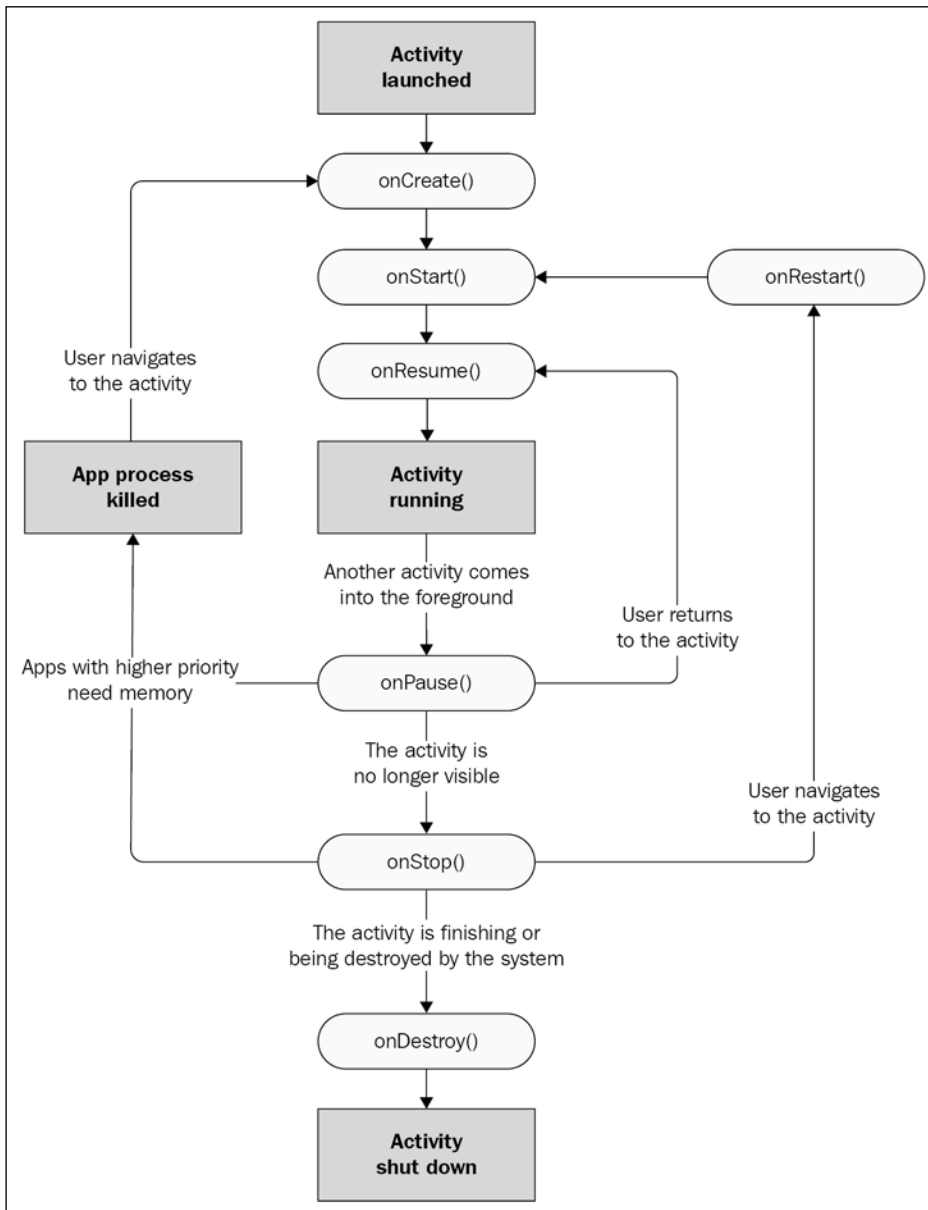 Activity
launched
onCreate()
onStart()
onRestart()
onResume()
User navigates
to the activity
App process
killed
Activity
running
Another activity comes
into the foreground
User returns
to the activity
Apps with higher priority
need memory
onPause()
The activity is
no longer visible
User navigates
to the activity
onStop()
The activity is finishing or
being destroyed by the system
onDestroy()
Activity
shut down